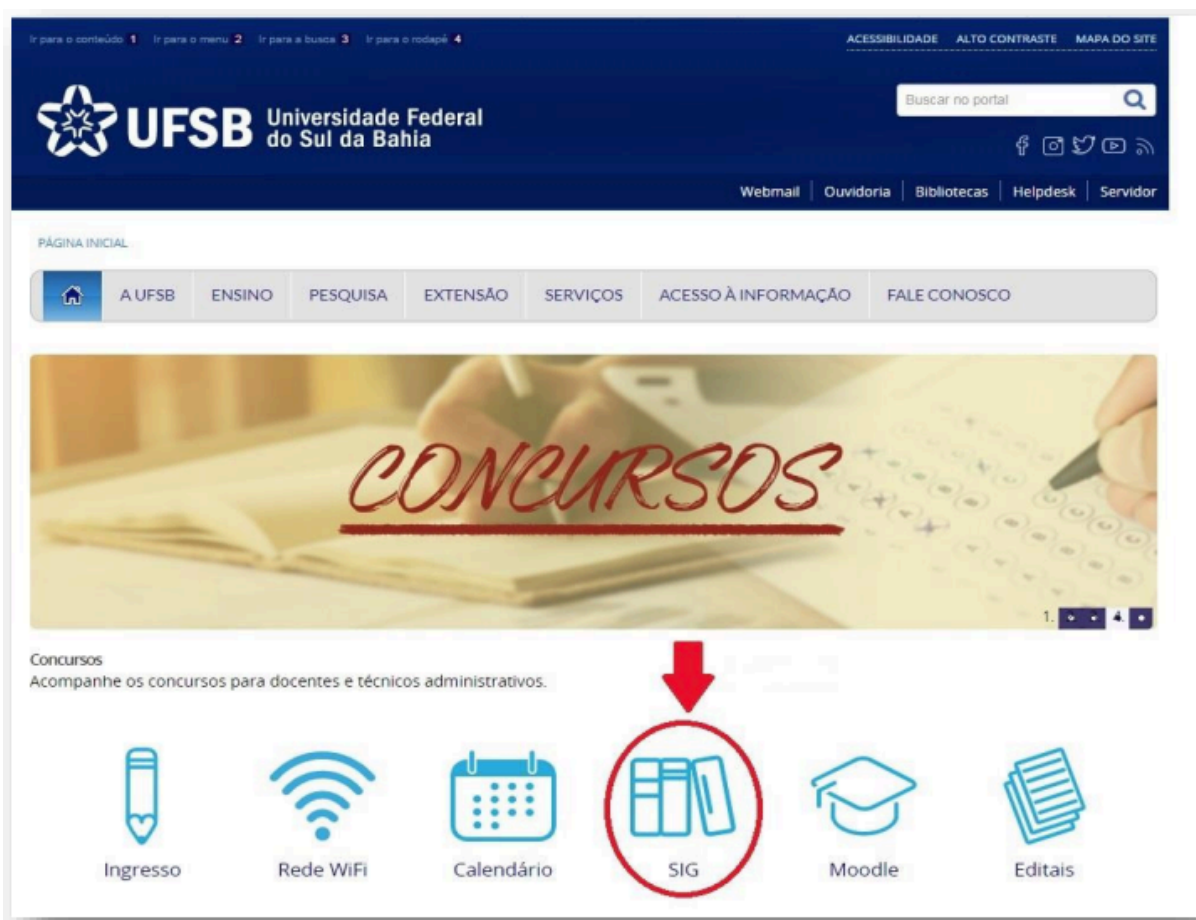 Ir para o conteúdo 1 Ir para o menu 2 Ir para a busca 3 Ir para o rodapé 4 ACESSIBILIDADE ALTO CONTRASTE MAPA DO SITE
Buscar no portal
UFSB Universidade Federal
do Sul da Bahia
Webmail Ouvidoria Bibliotecas Helpdesk Servidor
PÁGINA INICIAL
A UFSB ENSINO PESQUISA EXTENSÃO SERVIÇOS ACESSO À INFORMAÇÃO FALE CONOSCO
CONCURSOS
1. 4.
Concursos
Acompanhe os concursos para docentes e técnicos administrativos.
Ingresso Rede WiFi Calendário SIG Moodle Editais